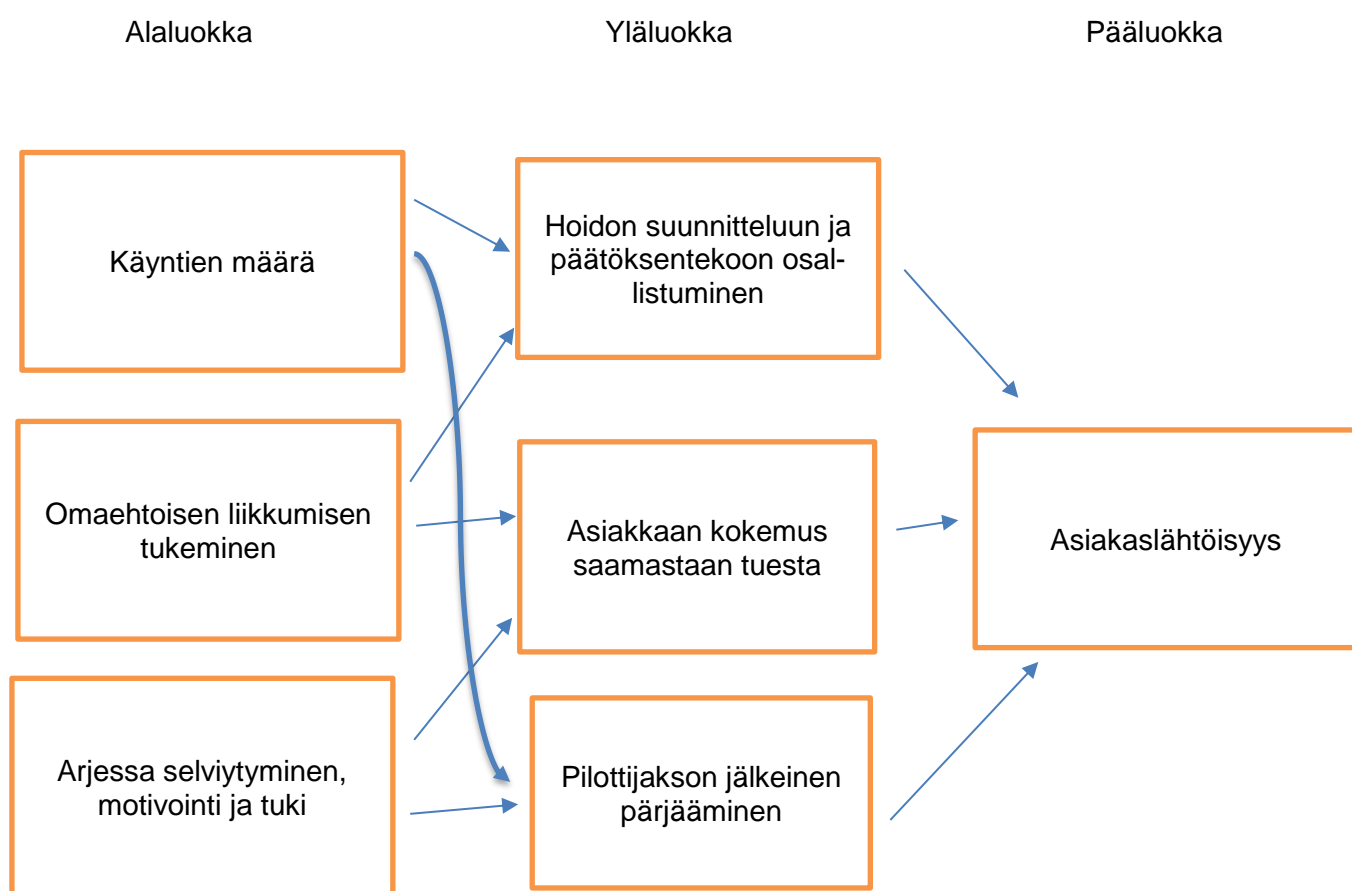 Alaluokka
Yläluokka
Pääluokka
Käyntien määrä
Hoidon suunnitteluun ja
päätöksentekoon osal-
listuminen
Omaehtoisen liikkumisen
tukeminen
Asiakkaan kokemus
saamastaan tuesta
Asiakaslähtöisyys
Arjessa selviytyminen,
motivointi ja tuki
Pilottijakson jälkeinen
pärjääminen